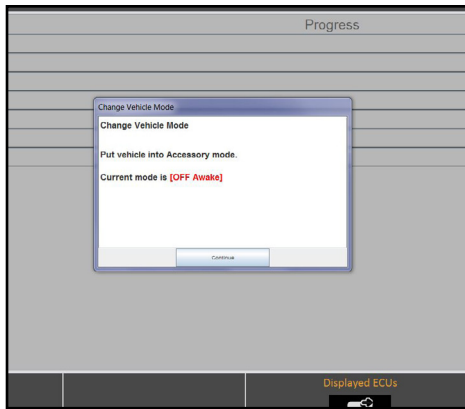 Progress
Change Vehicle Mode
Change Vehicle Mode
Put vehicle into Accessory mode.
Current mode is [OFF Awake]
Continue
Displayed ECUs